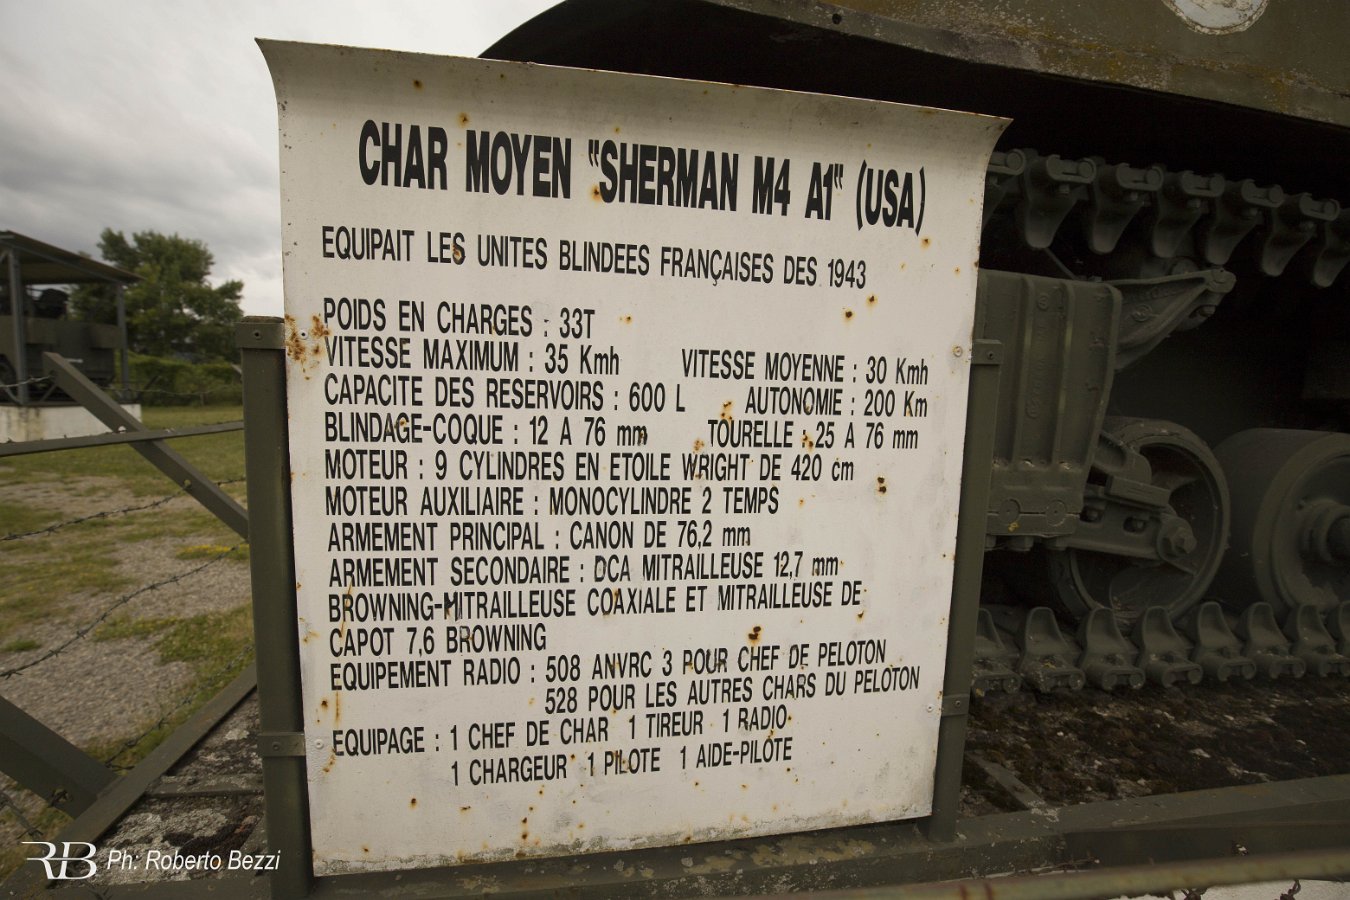 CHAR MOYEN "SHERMAN M4 A1" (USA)
EQUIPAIT LES UNITES BLINDEES FRANÇAISES DES 1943
POIDS EN CHARGES : 33T
VITESSE MAXIMUM : 35 Kmh VITESSE MOYENNE : 30 Kmh
CAPACITE DES RESERVOIRS : 600 L AUTONOMIE : 200 Km
BLINDAGE-COQUE : 12 A 76 mm TOURELLE : 25 A 76 mm
MOTEUR : 9 CYLINDRES EN ETOILE WRIGHT DE 420 cm
MOTEUR AUXILIAIRE : MONOCYLINDRE 2 TEMPS
ARMEMENT PRINCIPAL : CANON DE 76,2 mm
ARMEMENT SECONDAIRE : DCA MITRAILLEUSE 12,7 mm
BROWNING-MITRAILLEUSE COAXIALE ET MITRAILLEUSE DE
CAPOT 7,6 BROWNING
EQUIPEMENT RADIO : 508 ANVRC 3 POUR CHEF DE PELOTON
528 POUR LES AUTRES CHARS DU PELOTON
EQUIPAGE : 1 CHEF DE CHAR 1 TIREUR 1 RADIO
1 CHARGEUR 1 PILOTE 1 AIDE-PILOTE
RB Ph: Roberto Bezzi